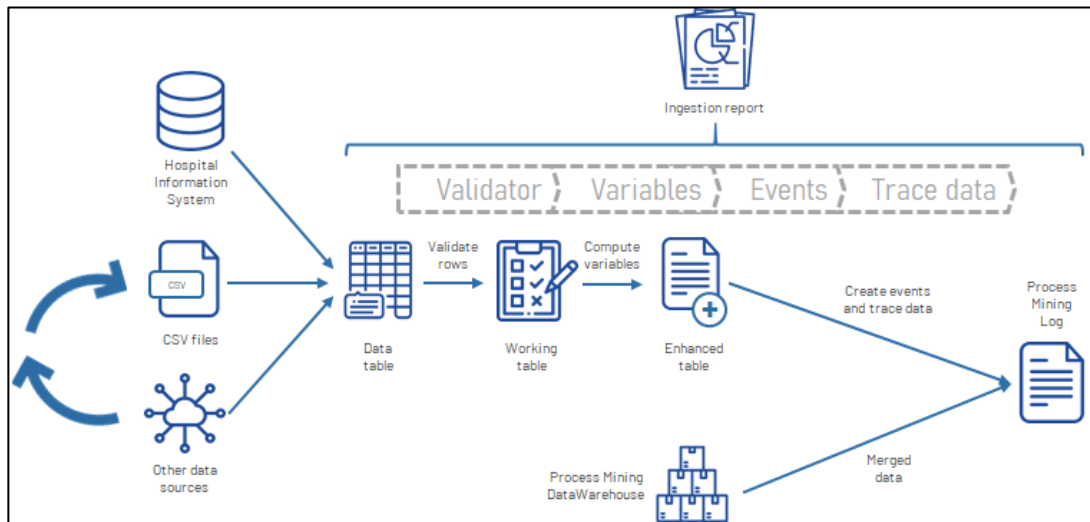 Ingestion report
Hospital
Information
System
Validator
Variables
Events
Trace data
CSV
CSV files
Validate
rows
Compute
variables
Data
table
Working
table
Enhanced
table
Create events
and trace data
Process
Mining
Log
Other data
sources
Process Mining
DataWarehouse
Merged
data